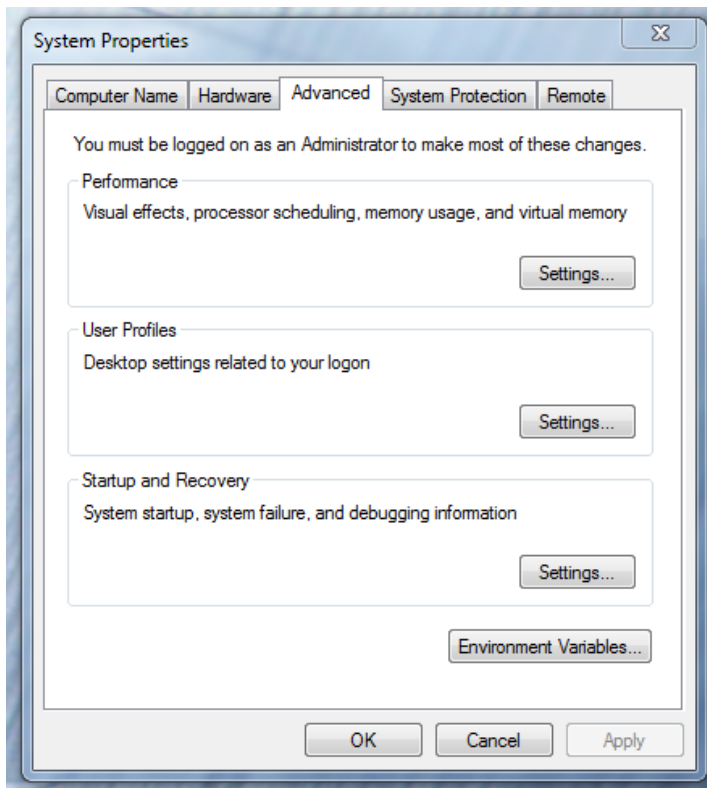 System Properties
Computer Name Hardware Advanced System Protection Remote
You must be logged on as an Administrator to make most of these changes.
Performance
Visual effects, processor scheduling, memory usage, and virtual memory
Settings...
User Profiles
Desktop settings related to your logon
Settings...
Startup and Recovery
System startup, system failure, and debugging information
Settings...
Environment Variables...
OK Cancel Apply